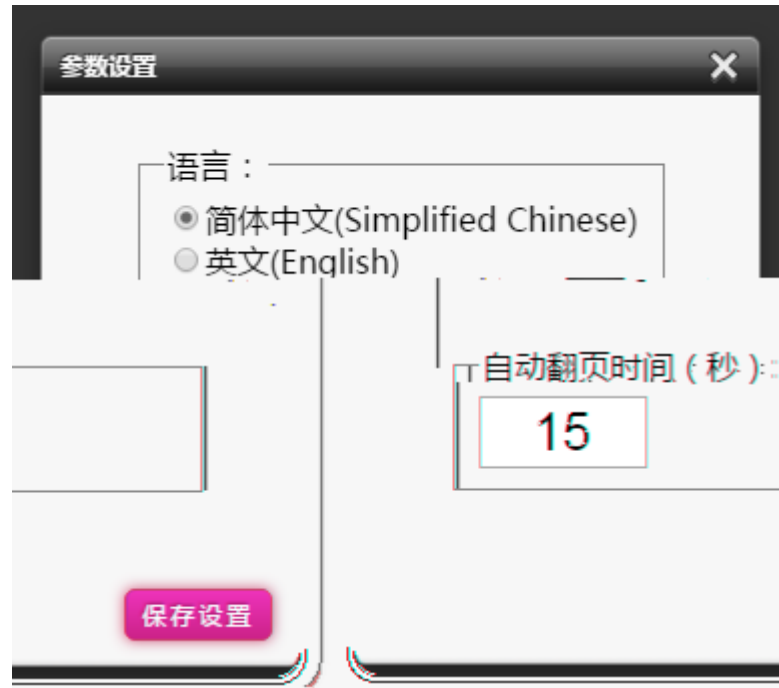 参数设置
语言：
简体中文(Simplified Chinese)
英文(English)
自动翻页时间(秒)：
15
保存设置